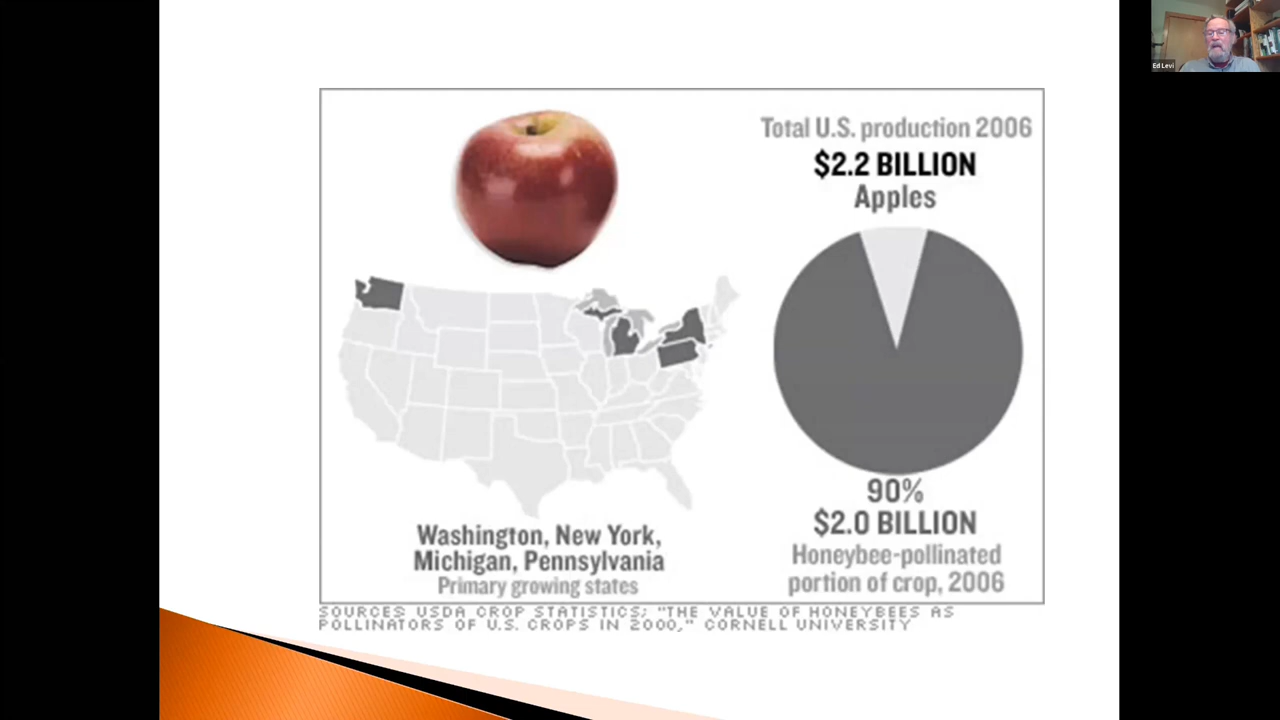 Total U.S. production 2006
$2.2 BILLION
Apples
90%
$2.0 BILLION
Honeybee-pollinated
portion of crop, 2006
Washington, New York,
Michigan, Pennsylvania
Primary growing states
SOURCES USDA CROP STATISTICS; "THE VALUE OF HONEYBEES AS
POLLINATORS OF U.S. CROPS IN 2000," CORNELL UNIVERSITY
Ed Levi